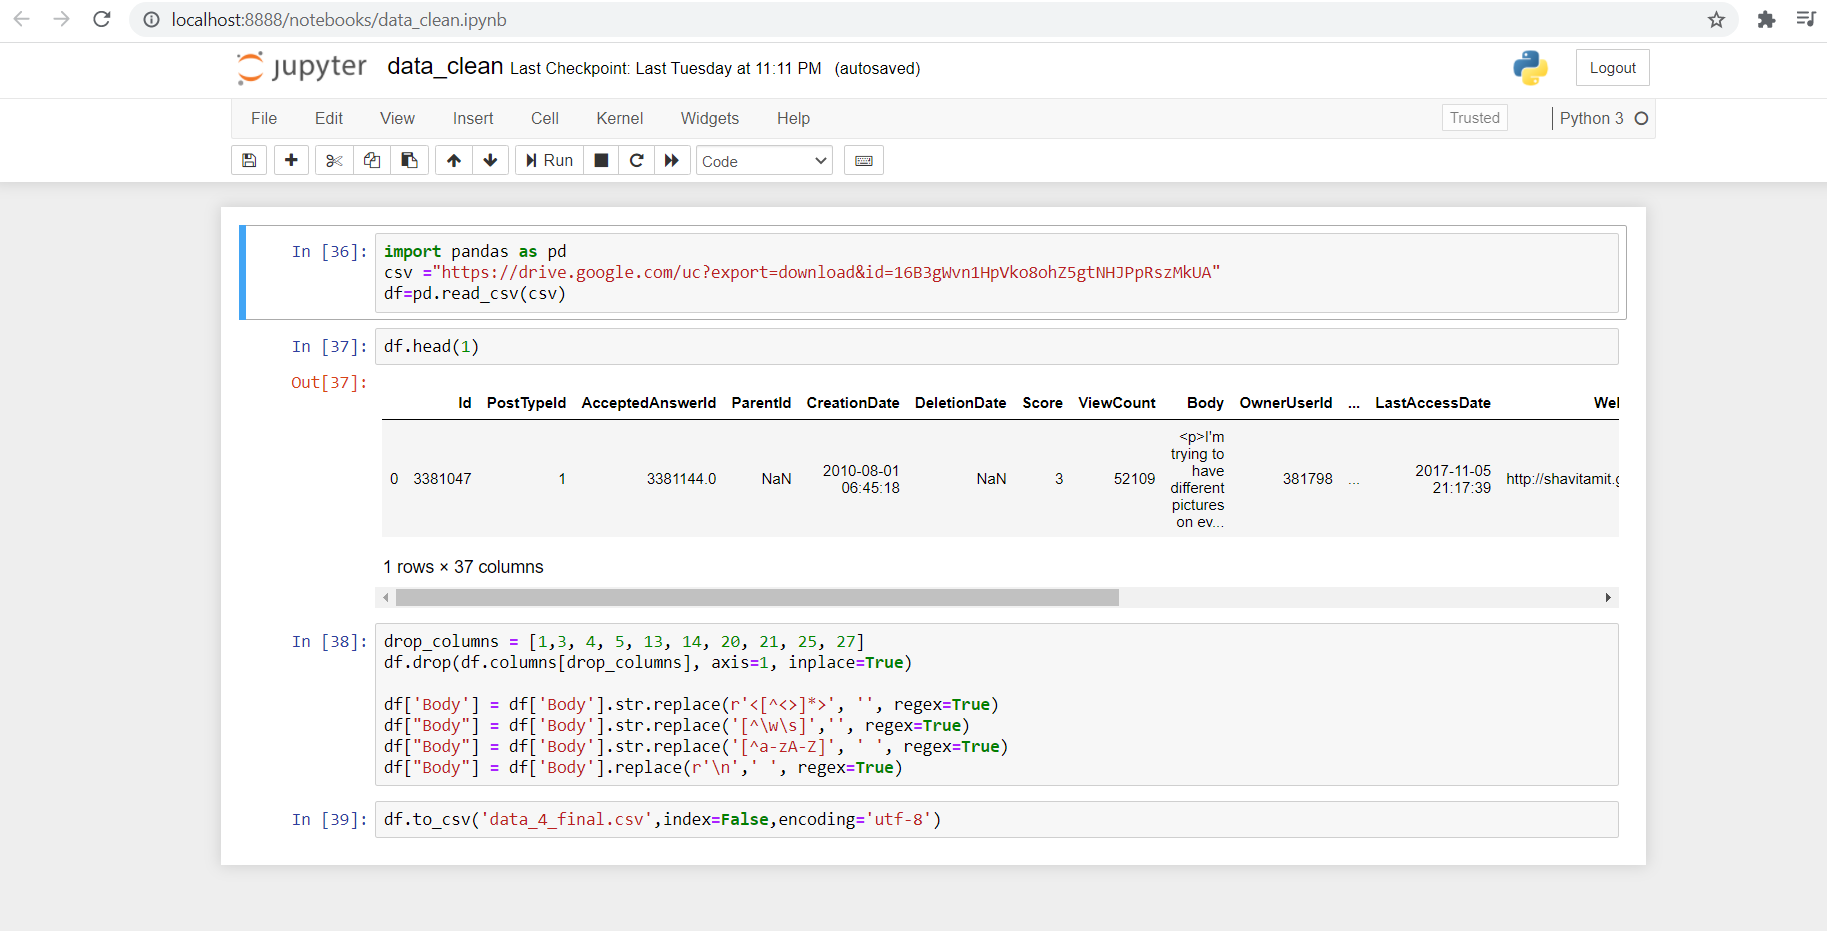 localhost:8888/notebooks/data_clean.ipynb
jupyter data_clean Last Checkpoint: Last Tuesday at 11:11 PM (autosaved)
Logout
File Edit View Insert Cell Kernel Widgets Help
Trusted
Python 3
Run
Code
In [36]:
import pandas as pd
csv ="https://drive.google.com/uc?export=download&id=16B3gWvn1HpVko8ohZ5gtNHJPpRszMkUA"
df=pd.read_csv(csv)
In [37]:
df.head(1)
Out[37]:
Id PostTypeId AcceptedAnswerId ParentId CreationDate DeletionDate Score ViewCount Body OwnerUserId ... LastAccessDate Wel
0 3381047 1 3381144.0 NaN 2010-08-01 06:45:18 NaN 3 52109 <p>I'm trying to have different pictures on ev... 381798 ... 2017-11-05 21:17:39 http://shavitamit.g
1 rows × 37 columns
In [38]:
drop_columns = [1,3, 4, 5, 13, 14, 20, 21, 25, 27]
df.drop(df.columns[drop_columns], axis=1, inplace=True)
df['Body'] = df['Body'].str.replace(r'<[^<>]*>', '', regex=True)
df["Body"] = df['Body'].str.replace('[^\w\s]','', regex=True)
df["Body"] = df['Body'].str.replace('[^a-zA-Z]', ' ', regex=True)
df["Body"] = df['Body'].replace(r'\n',' ', regex=True)
In [39]:
df.to_csv('data_4_final.csv',index=False,encoding='utf-8')